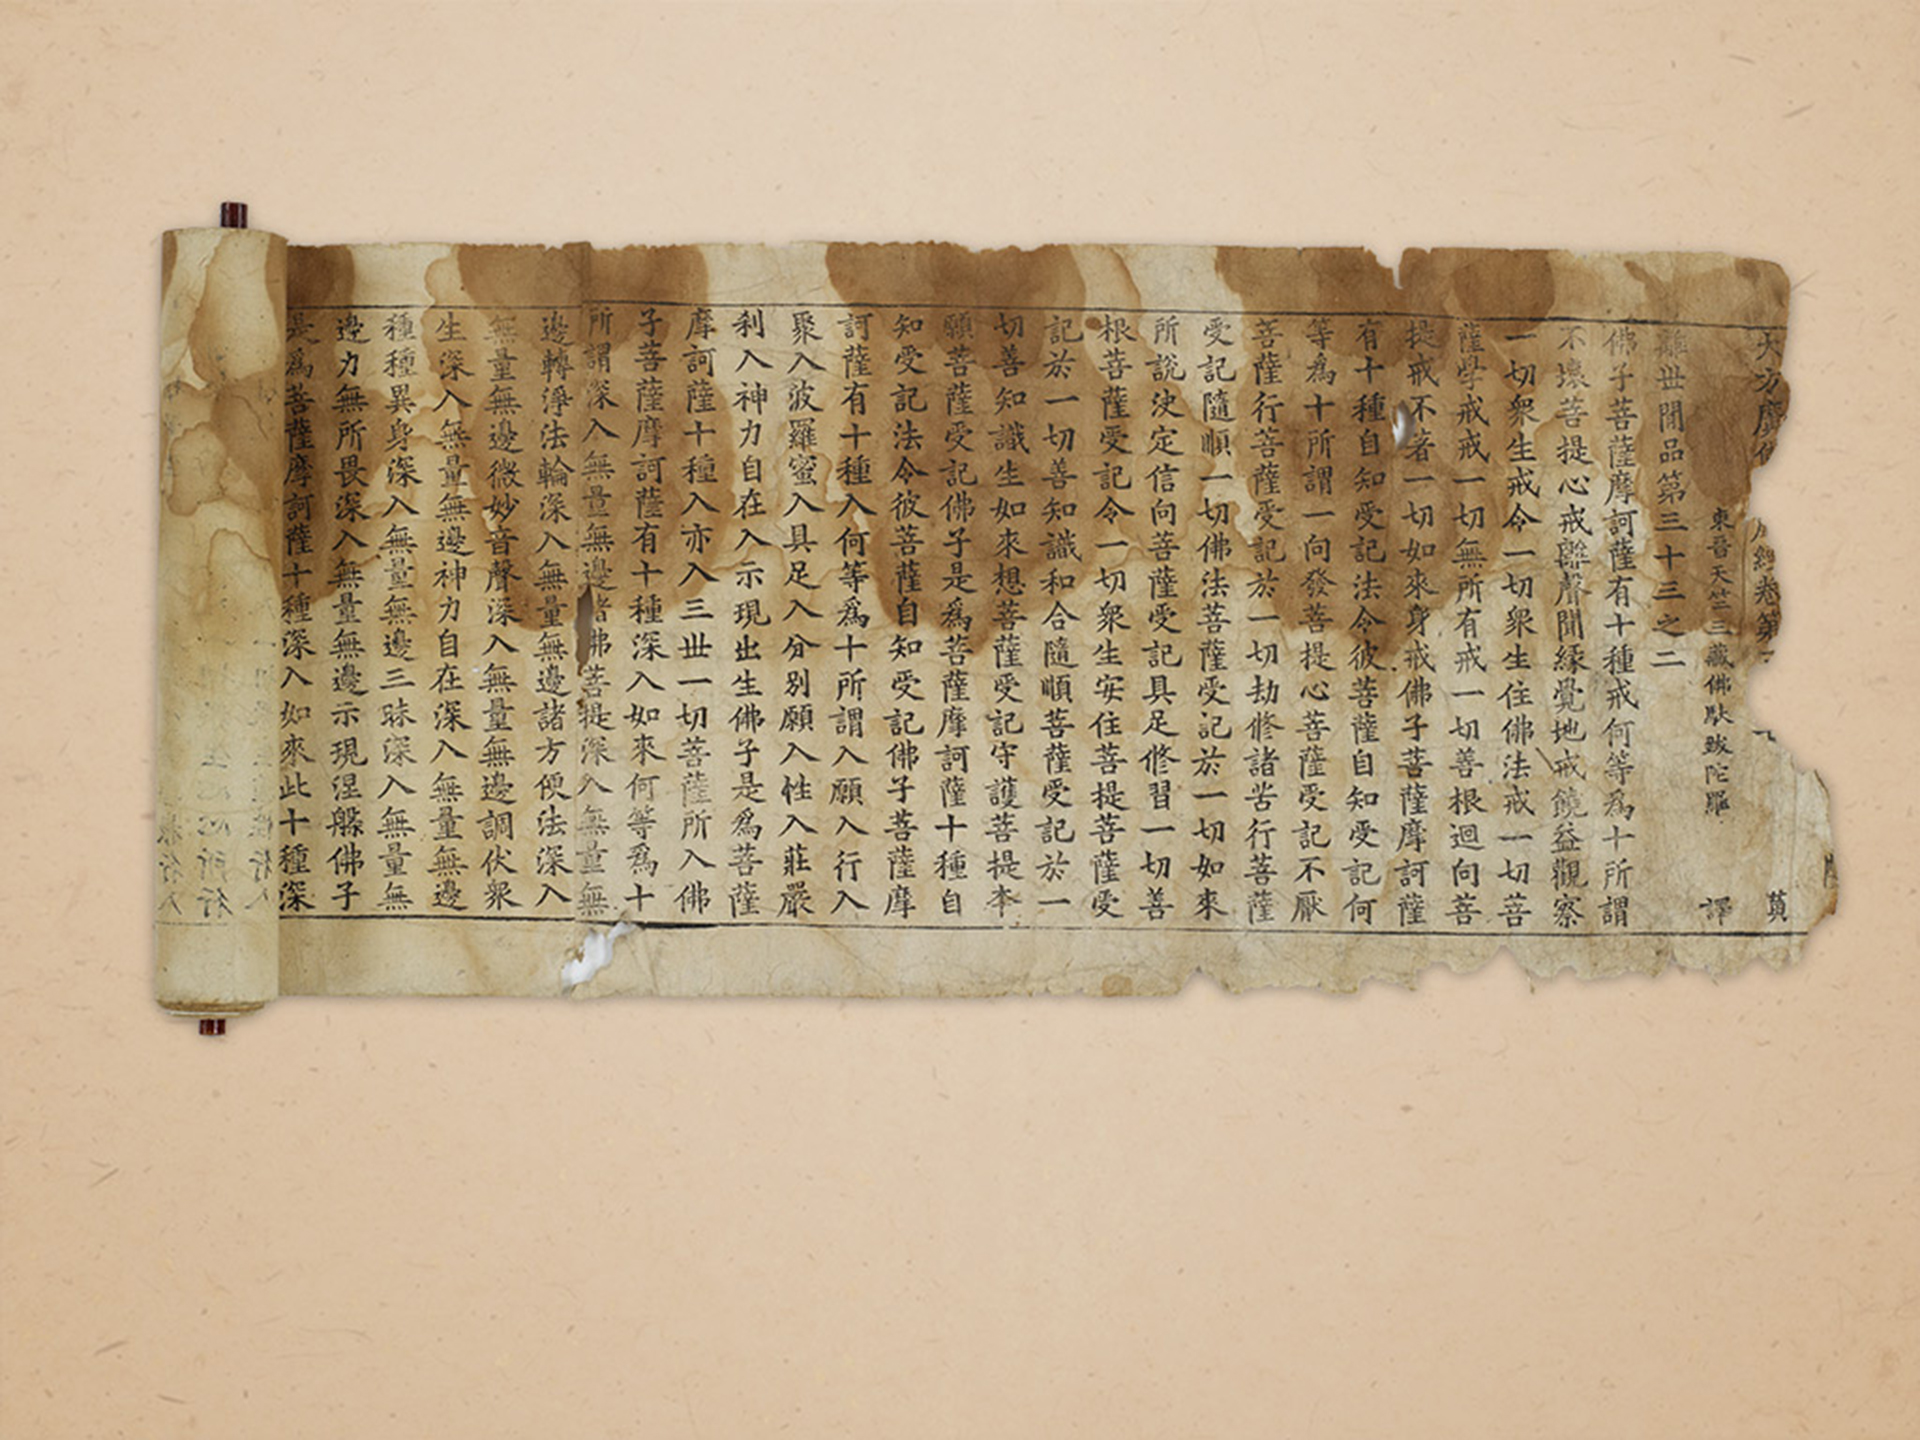 大方廣佛 經卷第 莫
東晉天竺三藏佛馱跋陀羅 譯
離世間品第三十三之二
佛子菩薩摩訶薩有十種戒何等爲十所謂
不壞菩提心戒離聲聞緣覺地戒饒益觀察
一切衆生戒令一切衆生住佛法戒一切菩
薩學戒戒一切無所有戒一切善根迴向菩
提戒不著一切如來身戒佛子菩薩摩訶薩
有十種自知受記法令彼菩薩自知受記何
等爲十所謂一向發菩提心菩薩受記不厭
菩薩行菩薩受記於一切劫修諸苦行菩薩
受記隨順一切佛法菩薩受記於一切如來
所說決定信向菩薩受記具足修習一切善
根菩薩受記令一切衆生安住菩提菩薩受
記於一切善知識和合隨順菩薩受記於一
切善知識生如來想菩薩受記守護菩提本
願菩薩受記佛子是爲菩薩摩訶薩十種自
知受記法令彼菩薩自知受記佛子菩薩摩
訶薩有十種入何等爲十所謂入願入行入
聚入波羅蜜入具足入分別願入性入莊嚴
利入神力自在入示現出生佛子是爲菩薩
摩訶薩十種入亦入三世一切菩薩所入佛
子菩薩摩訶薩有十種深入如來何等爲十
所謂深入無量無邊諸佛菩提深入無量無
邊轉淨法輪深入無量無邊諸方便法深入
無量無邊微妙音聲深入無量無邊調伏衆
生深入無量無邊神力自在深入無量無邊
種種異身深入無量無邊三昧深入無量無
邊力無所畏深入無量無邊示現涅槃佛子
是爲菩薩摩訶薩十種深入如來此十種深